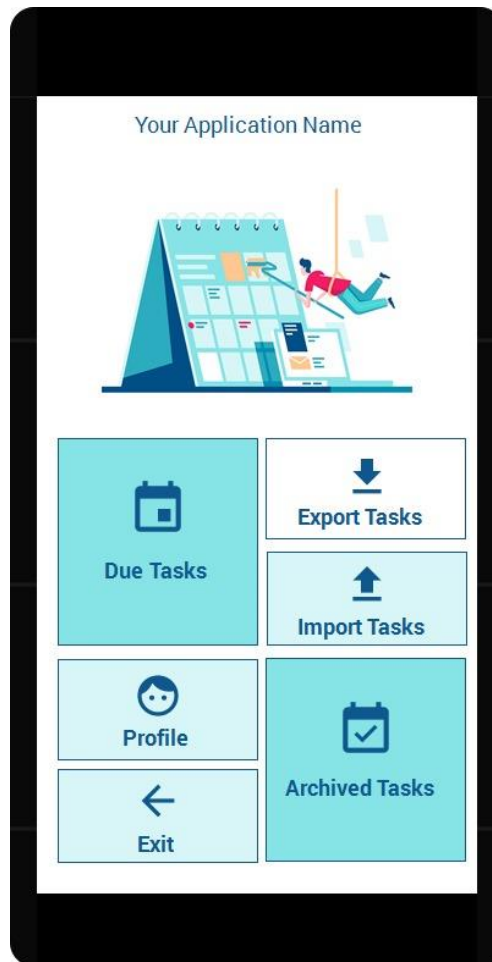 Your Application Name
Due Tasks
Export Tasks
Import Tasks
Profile
Exit
Archived Tasks